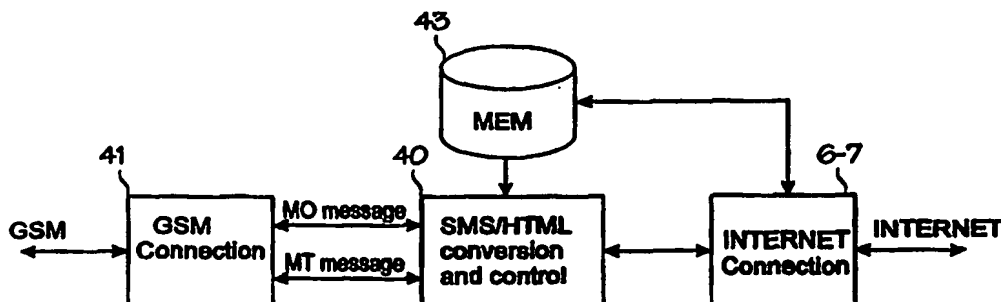 43
MEM
41
40
6-7
GSM
GSM
Connection
MO message
MT message
SMS/HTML
conversion
and control
INTERNET
Connection
INTERNET